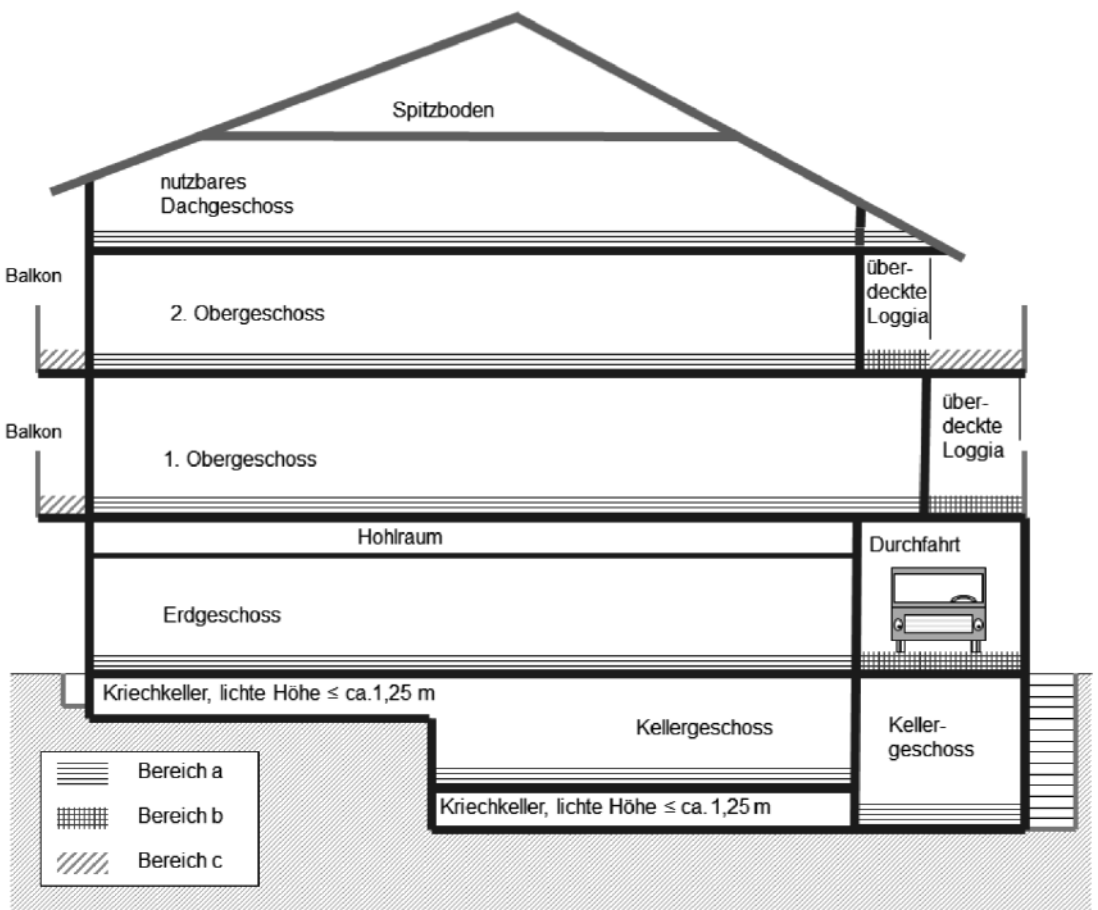 Spitzboden
nutzbares
Dachgeschoss
Balkon
2. Obergeschoss
über-
deckte
Loggia
Balkon
1. Obergeschoss
über-
deckte
Loggia
Hohlraum
Durchfahrt
Erdgeschoss
Kriechkeller, lichte Höhe ≤ ca.1,25 m
Kellergeschoss
Keller-
geschoss
Kriechkeller, lichte Höhe ≤ ca. 1,25 m
Bereich a
Bereich b
Bereich c